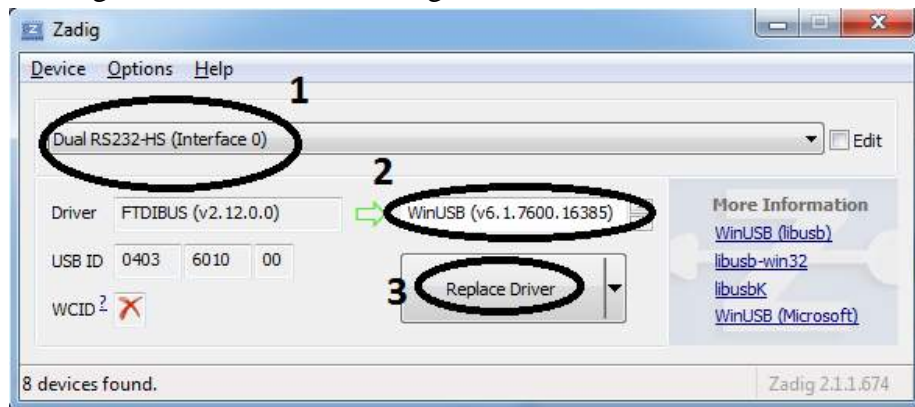 Zadig
Device Options Help
1
Dual RS232-HS (Interface 0)
Edit
2
Driver FTDIBUS (v2.12.0.0) WinUSB (v6.1.7600.16385)
USB ID 0403 6010 00
WCID ?
3 Replace Driver
More Information
WinUSB (libusb)
libusb-win32
libusbK
WinUSB (Microsoft)
8 devices found.
Zadig 2.1.1.674